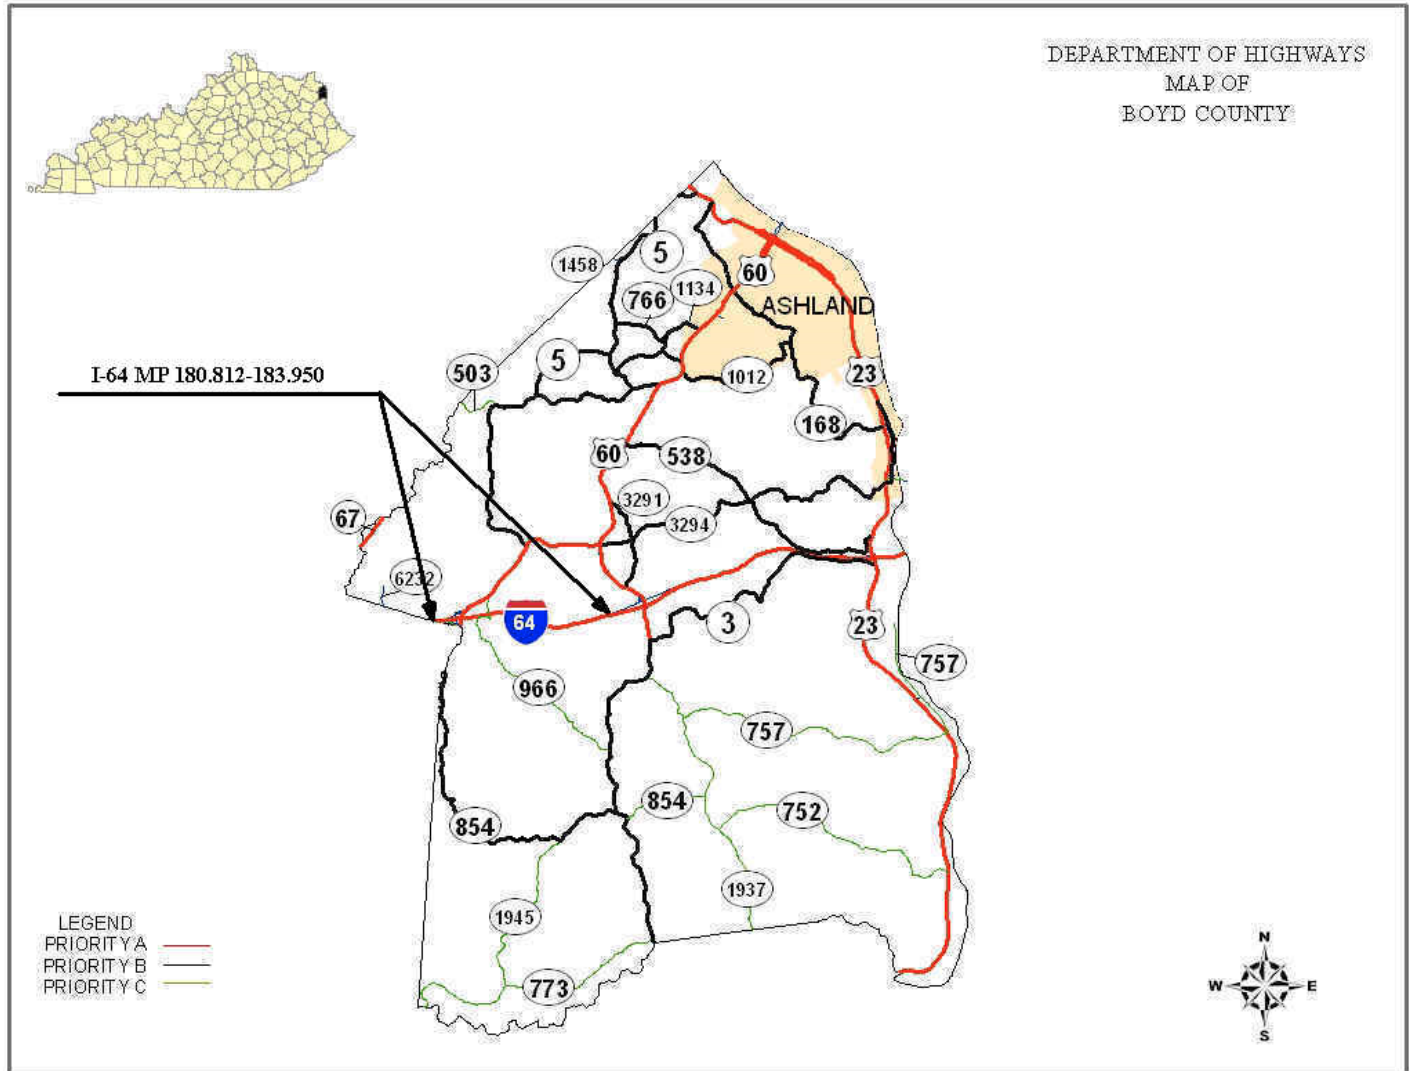 DEPARTMENT OF HIGHWAYS
MAP OF
BOYD COUNTY
1458
5
60
766
1134
ASHLAND
5
503
1012
23
I-64 MP 180.812-183.950
168
60
538
3291
67
3294
6232
64
3
23
757
966
757
854
752
854
1937
1945
773
LEGEND
PRIORITY A
PRIORITY B
PRIORITY C
N
W
E
S